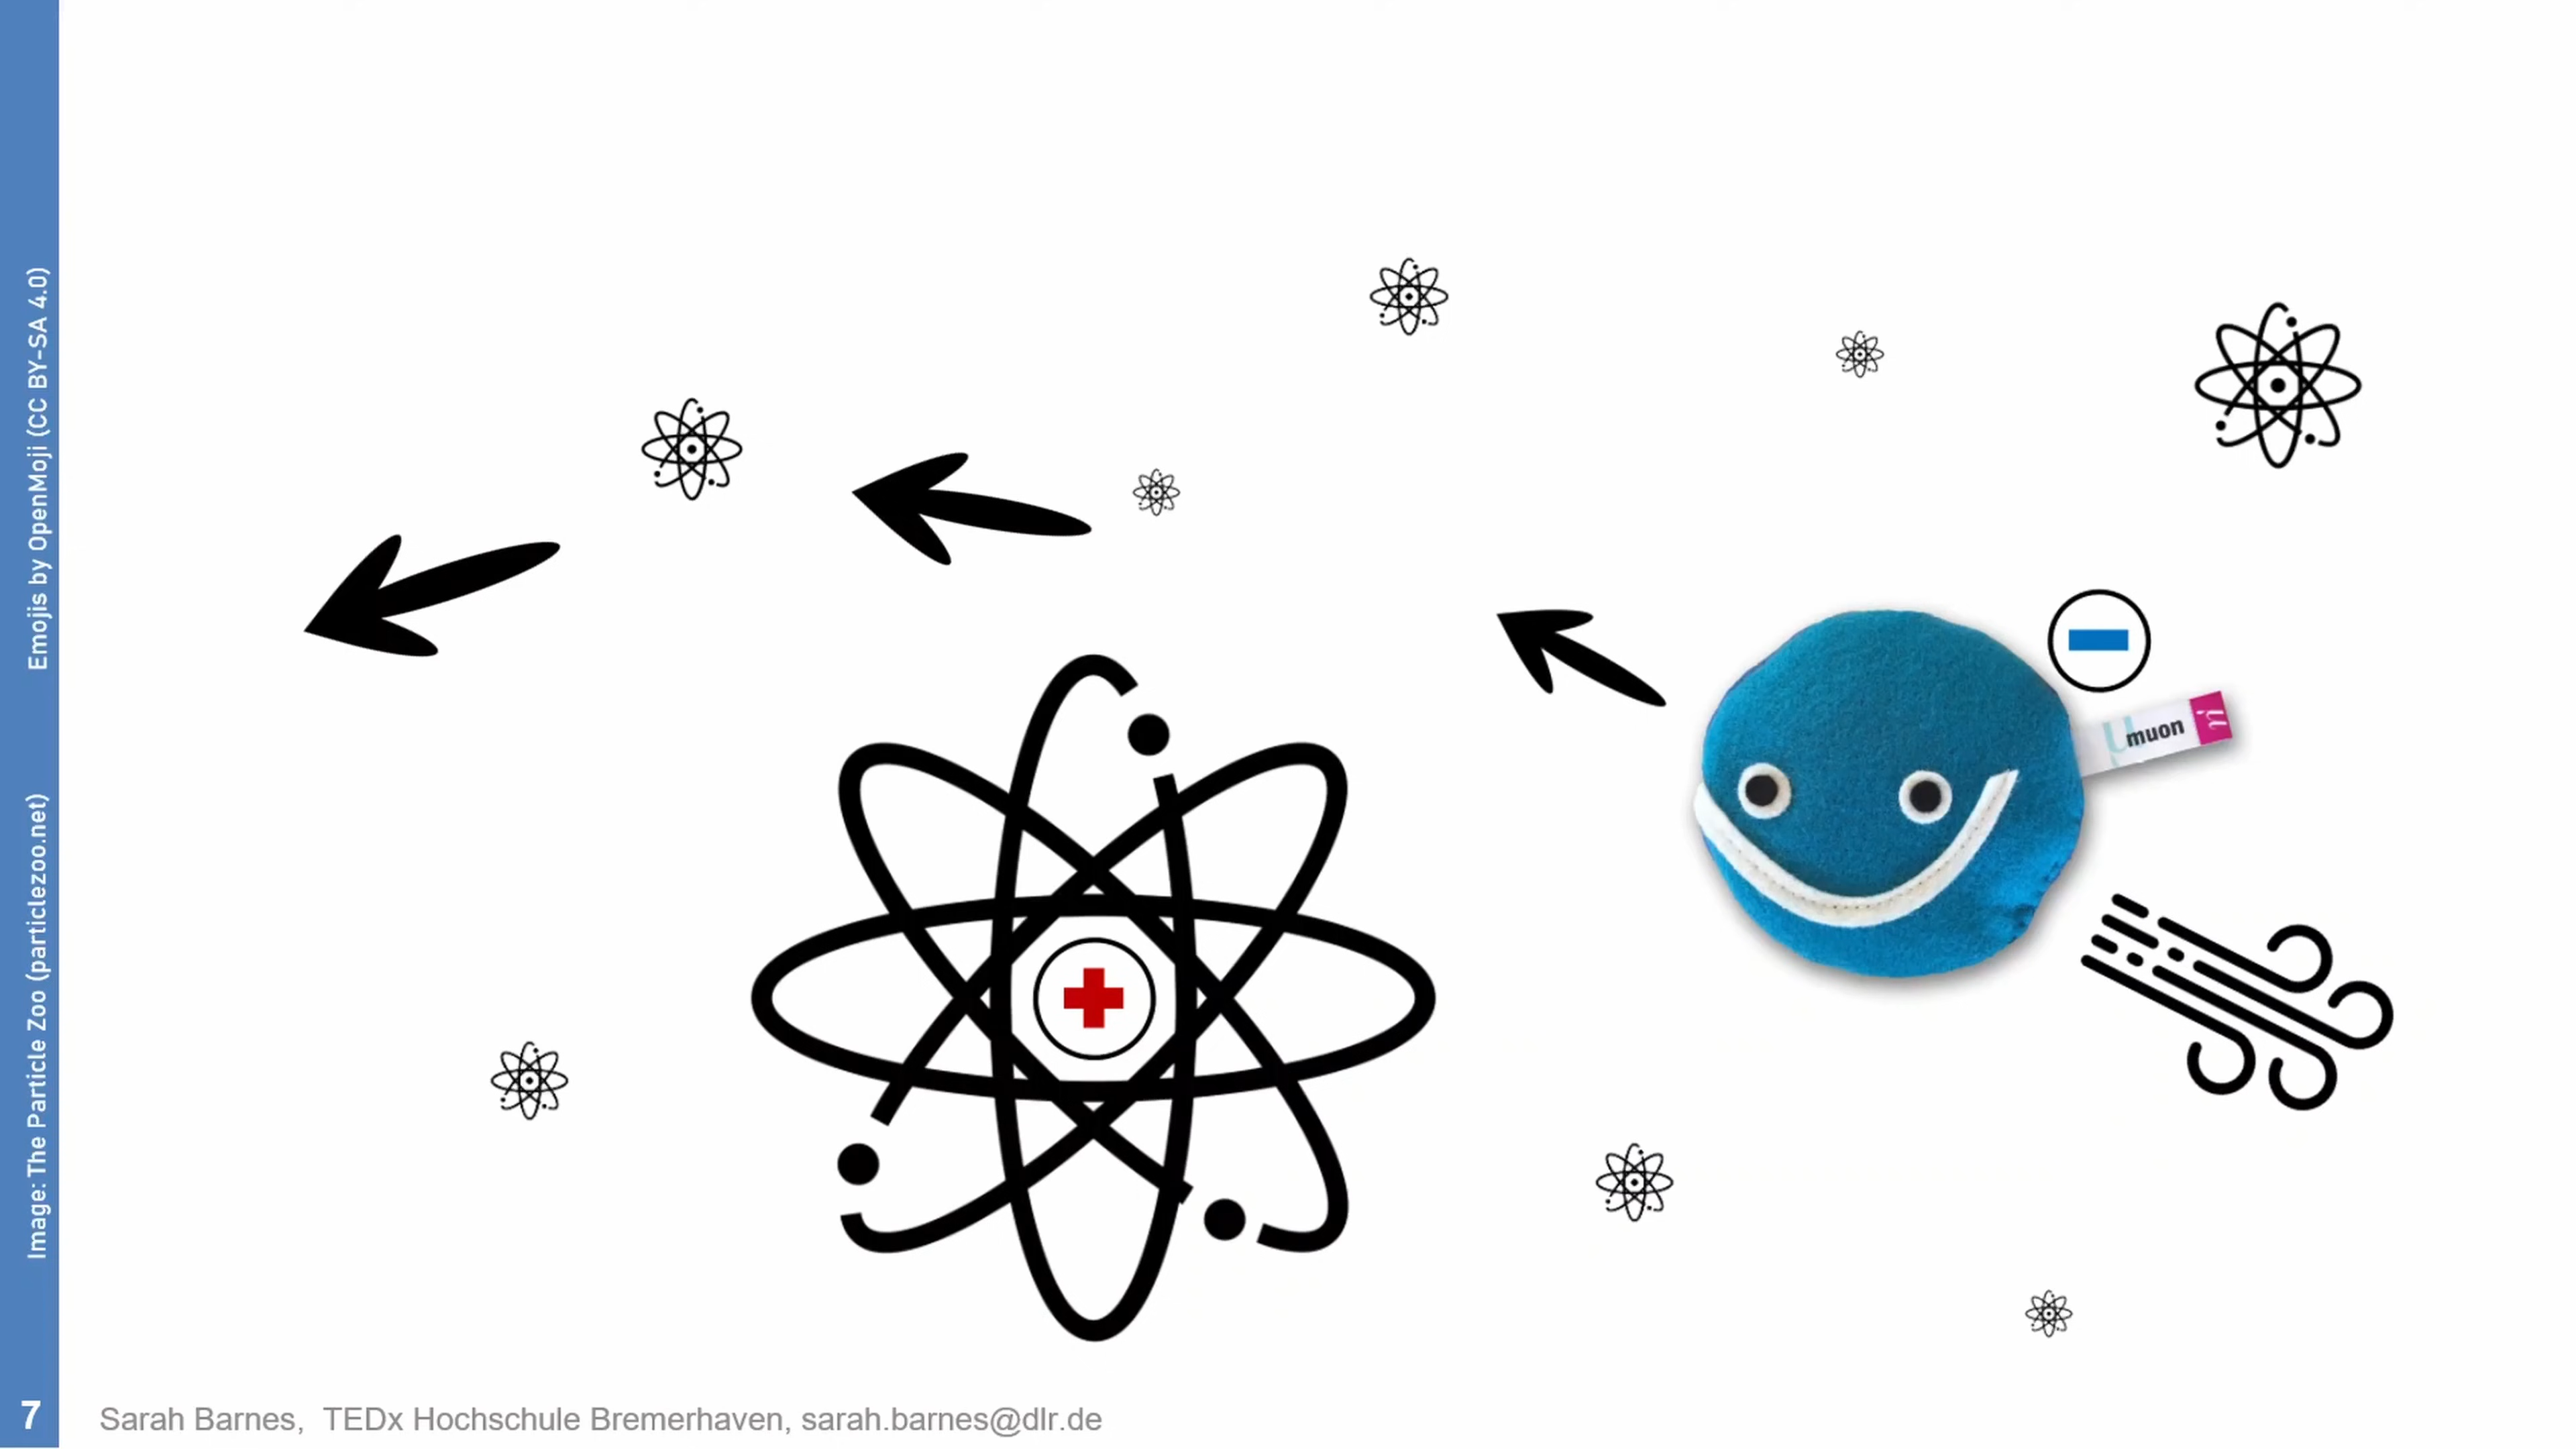 Emojis by OpenMoji (CC BY-SA 4.0)
Image: The Particle Zoo (particlezoo.net)
μ muon μ
7
Sarah Barnes, TEDx Hochschule Bremerhaven, sarah.barnes@dlr.de